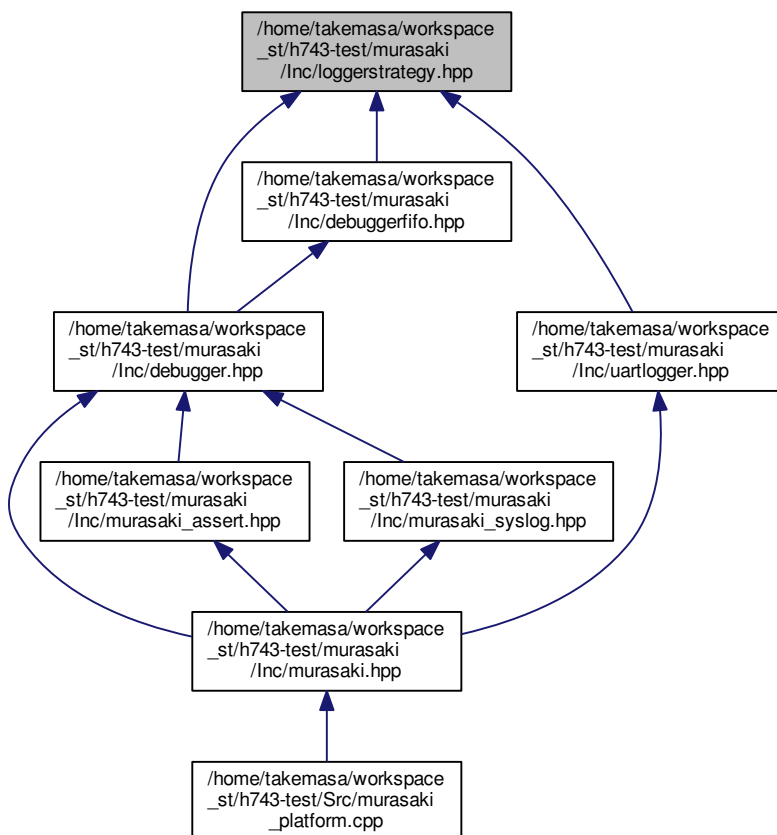 /home/takemasa/workspace
_st/h743-test/murasaki
/Inc/loggerstrategy.hpp
/home/takemasa/workspace
_st/h743-test/murasaki
/Inc/debuggerfifo.hpp
/home/takemasa/workspace
_st/h743-test/murasaki
/Inc/debugger.hpp
/home/takemasa/workspace
_st/h743-test/murasaki
/Inc/uartlogger.hpp
/home/takemasa/workspace
_st/h743-test/murasaki
/Inc/murasaki_assert.hpp
/home/takemasa/workspace
_st/h743-test/murasaki
/Inc/murasaki_syslog.hpp
/home/takemasa/workspace
_st/h743-test/murasaki
/Inc/murasaki.hpp
/home/takemasa/workspace
_st/h743-test/Src/murasaki
_platform.cpp